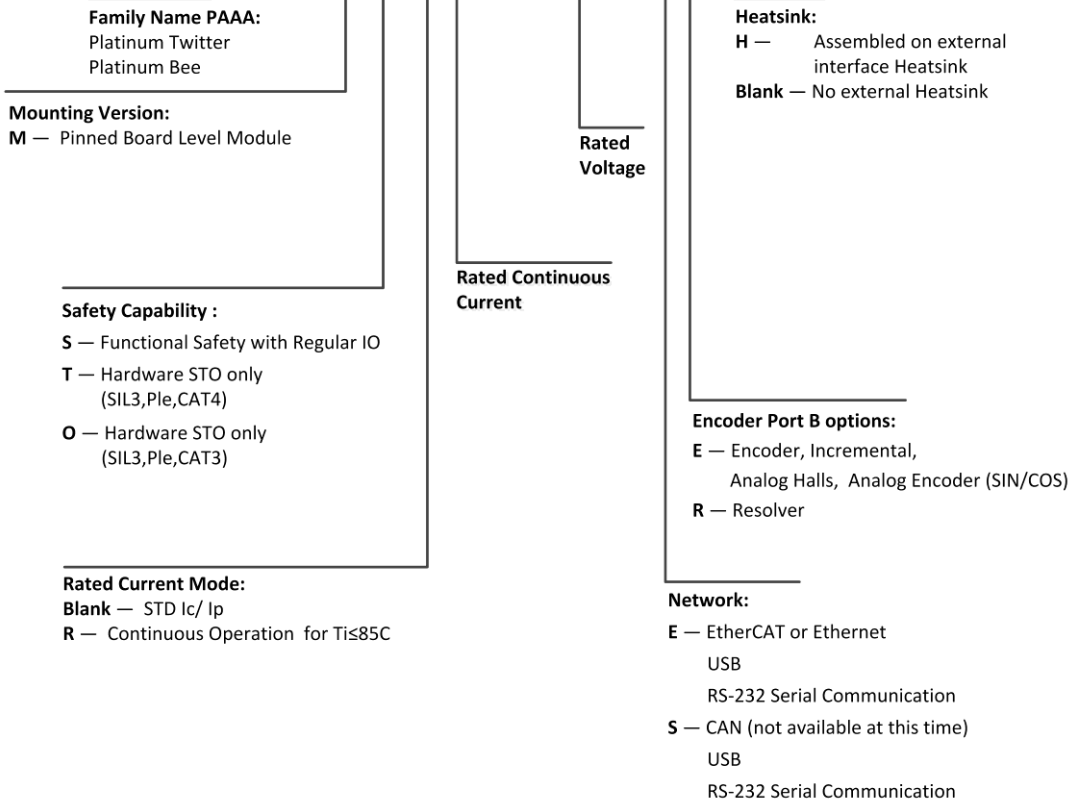 Family Name PAAA:
Platinum Twitter
Platinum Bee
Mounting Version:
M — Pinned Board Level Module
Safety Capability :
S — Functional Safety with Regular IO
T — Hardware STO only
(SIL3,Ple,CAT4)
O — Hardware STO only
(SIL3,Ple,CAT3)
Rated Current Mode:
Blank — STD Ic/ Ip
R — Continuous Operation for Ti≤85C
Rated Continuous
Current
Rated
Voltage
Heatsink:
H — Assembled on external
interface Heatsink
Blank — No external Heatsink
Encoder Port B options:
E — Encoder, Incremental,
Analog Halls, Analog Encoder (SIN/COS)
R — Resolver
Network:
E — EtherCAT or Ethernet
USB
RS-232 Serial Communication
S — CAN (not available at this time)
USB
RS-232 Serial Communication